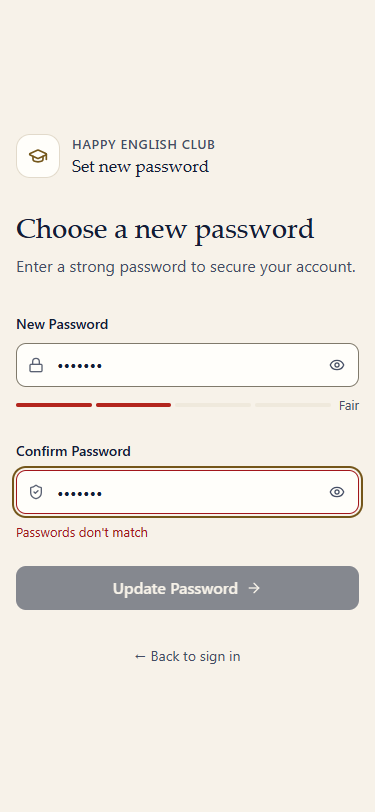 HAPPY ENGLISH CLUB
Set new password
Choose a new password
Enter a strong password to secure your account.
New Password
•••••••
Fair
Confirm Password
•••••••
Passwords don't match
Update Password →
← Back to sign in